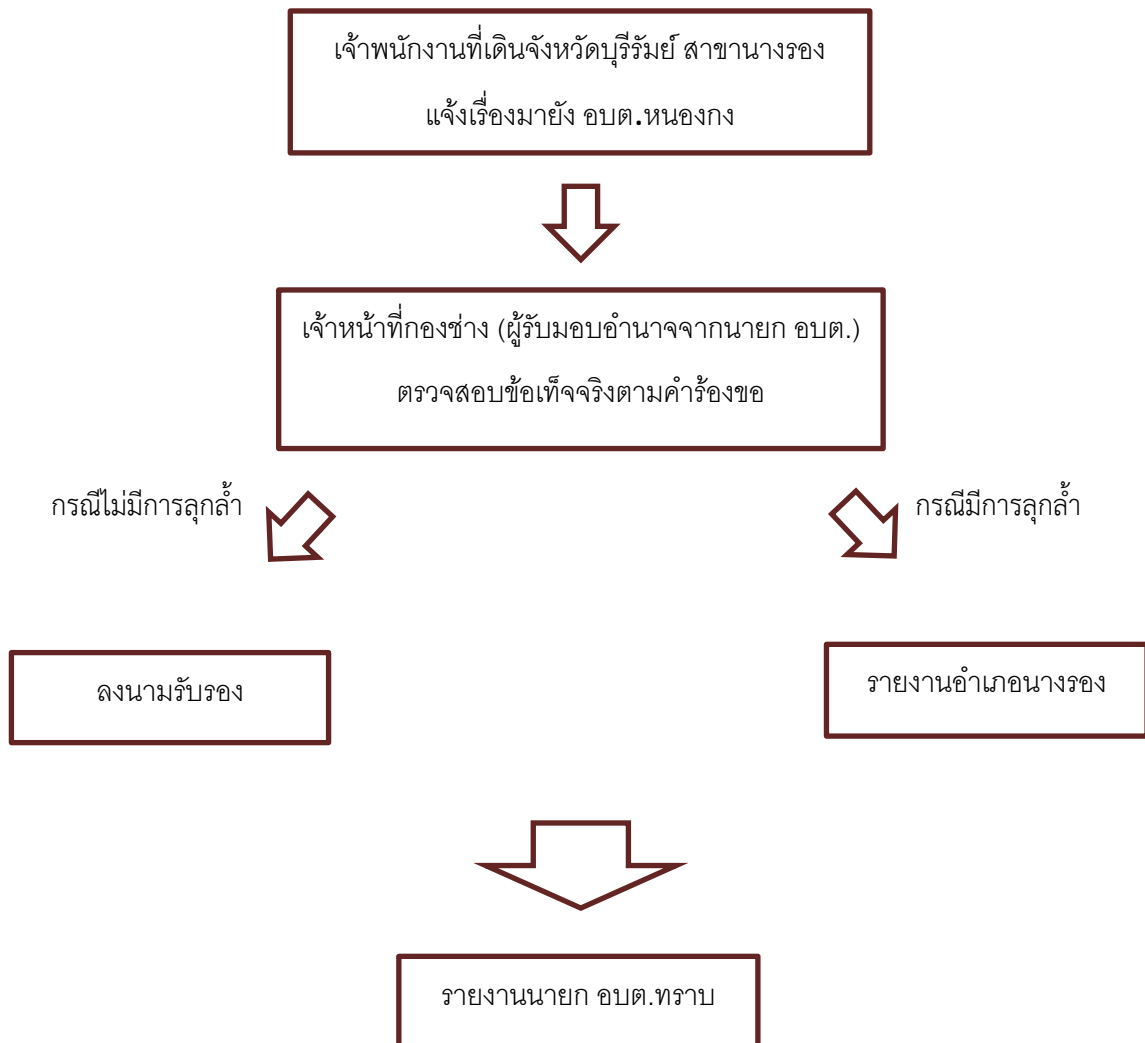 เจ้าพนักงานที่เดินจังหวัดบุรีรัมย์ สาขานางรอง
แจ้งเรื่องมายัง อบต.หนองกง
เจ้าหน้าที่กองช่าง (ผู้รับมอบอำนาจจากนายก อบต.)
ตรวจสอบข้อเท็จจริงตามคำร้องขอ
กรณีไม่มีการลุกล้ำ
กรณีมีการลุกล้ำ
ลงนามรับรอง
รายงานอำเภอนางรอง
รายงานนายก อบต.ทราบ